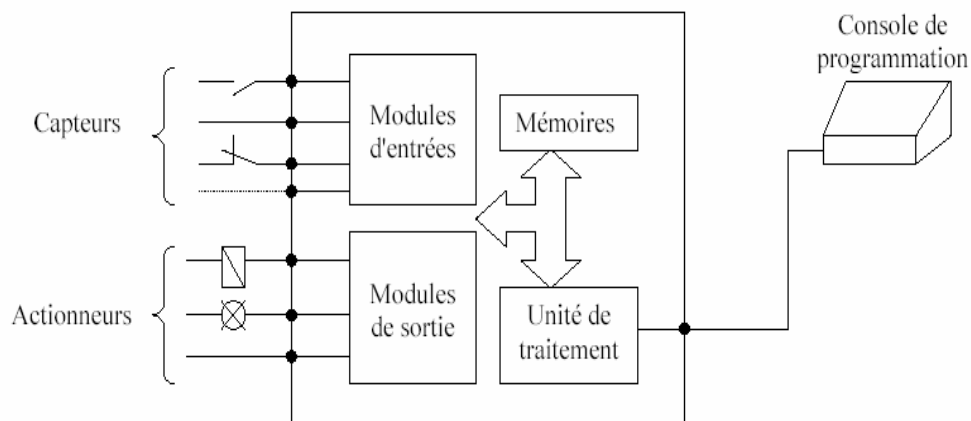 Console de
programmation
Capteurs
Modules
d'entrées
Mémoires
Actionneurs
Modules
de sortie
Unité de
traitement